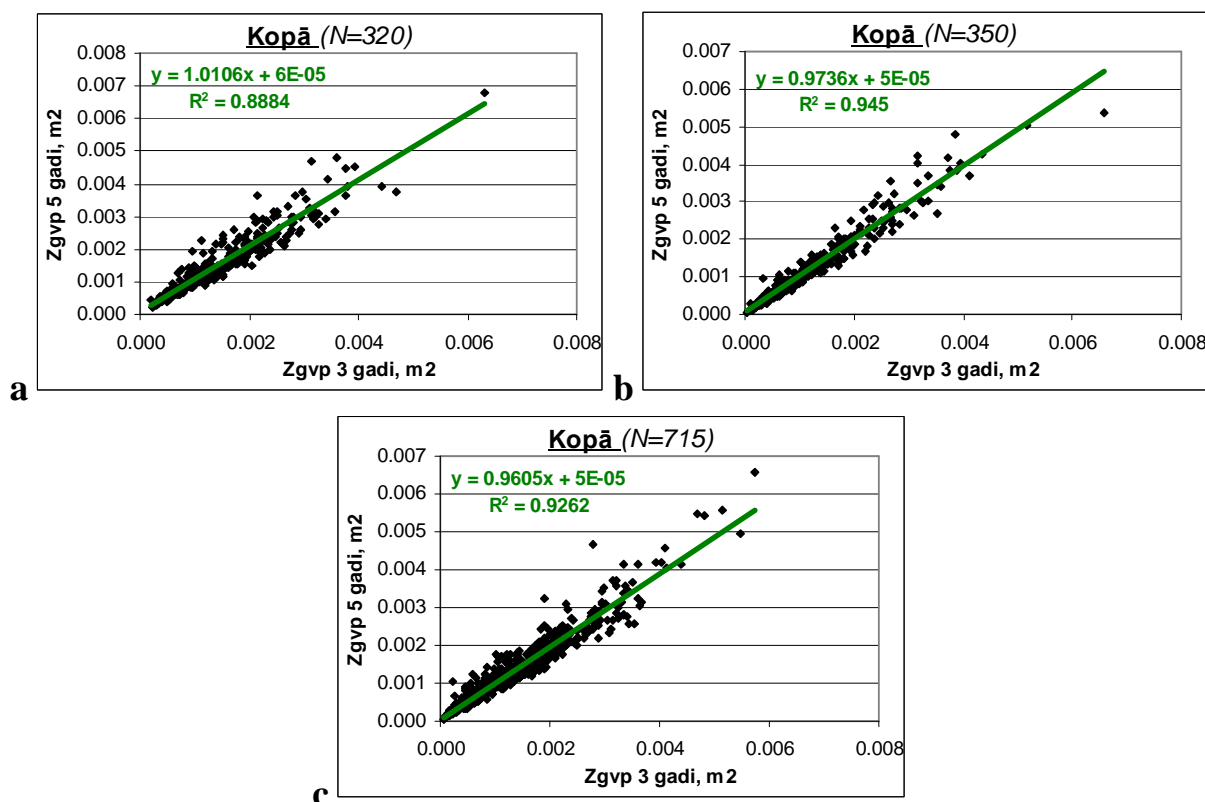 Kopā (N=320)
y = 1.0106x + 6E-05
R² = 0.8884
Zgvp 5 gadi, m2
0.008
0.007
0.006
0.005
0.004
0.003
0.002
0.001
0.000
0.000 0.002 0.004 0.006 0.008
Zgvp 3 gadi, m2
a
Kopā (N=350)
y = 0.9736x + 5E-05
R² = 0.945
Zgvp 5 gadi, m2
0.007
0.006
0.005
0.004
0.003
0.002
0.001
0.000
0.000 0.002 0.004 0.006 0.008
Zgvp 3 gadi, m2
b
Kopā (N=715)
y = 0.9605x + 5E-05
R² = 0.9262
Zgvp 5 gadi, m2
0.007
0.006
0.005
0.004
0.003
0.002
0.001
0.000
0.000 0.002 0.004 0.006 0.008
Zgvp 3 gadi, m2
c